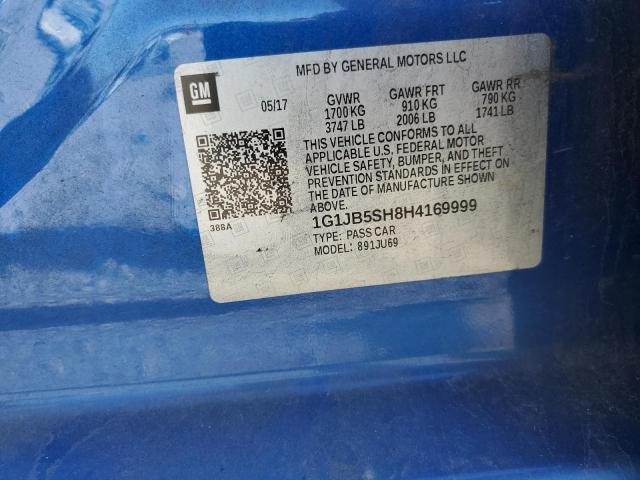 MFD BY GENERAL MOTORS LLC
GM
05/17
GVWR GAWR FRT GAWR RR
1700 KG 910 KG 790 KG
3747 LB 2006 LB 1741 LB
THIS VEHICLE CONFORMS TO ALL
APPLICABLE U.S. FEDERAL MOTOR
VEHICLE SAFETY, BUMPER, AND THEFT
PREVENTION STANDARDS IN EFFECT ON
THE DATE OF MANUFACTURE SHOWN
ABOVE.
388A
1G1JB5SH8H4169999
TYPE: PASS CAR
MODEL: 891JU69